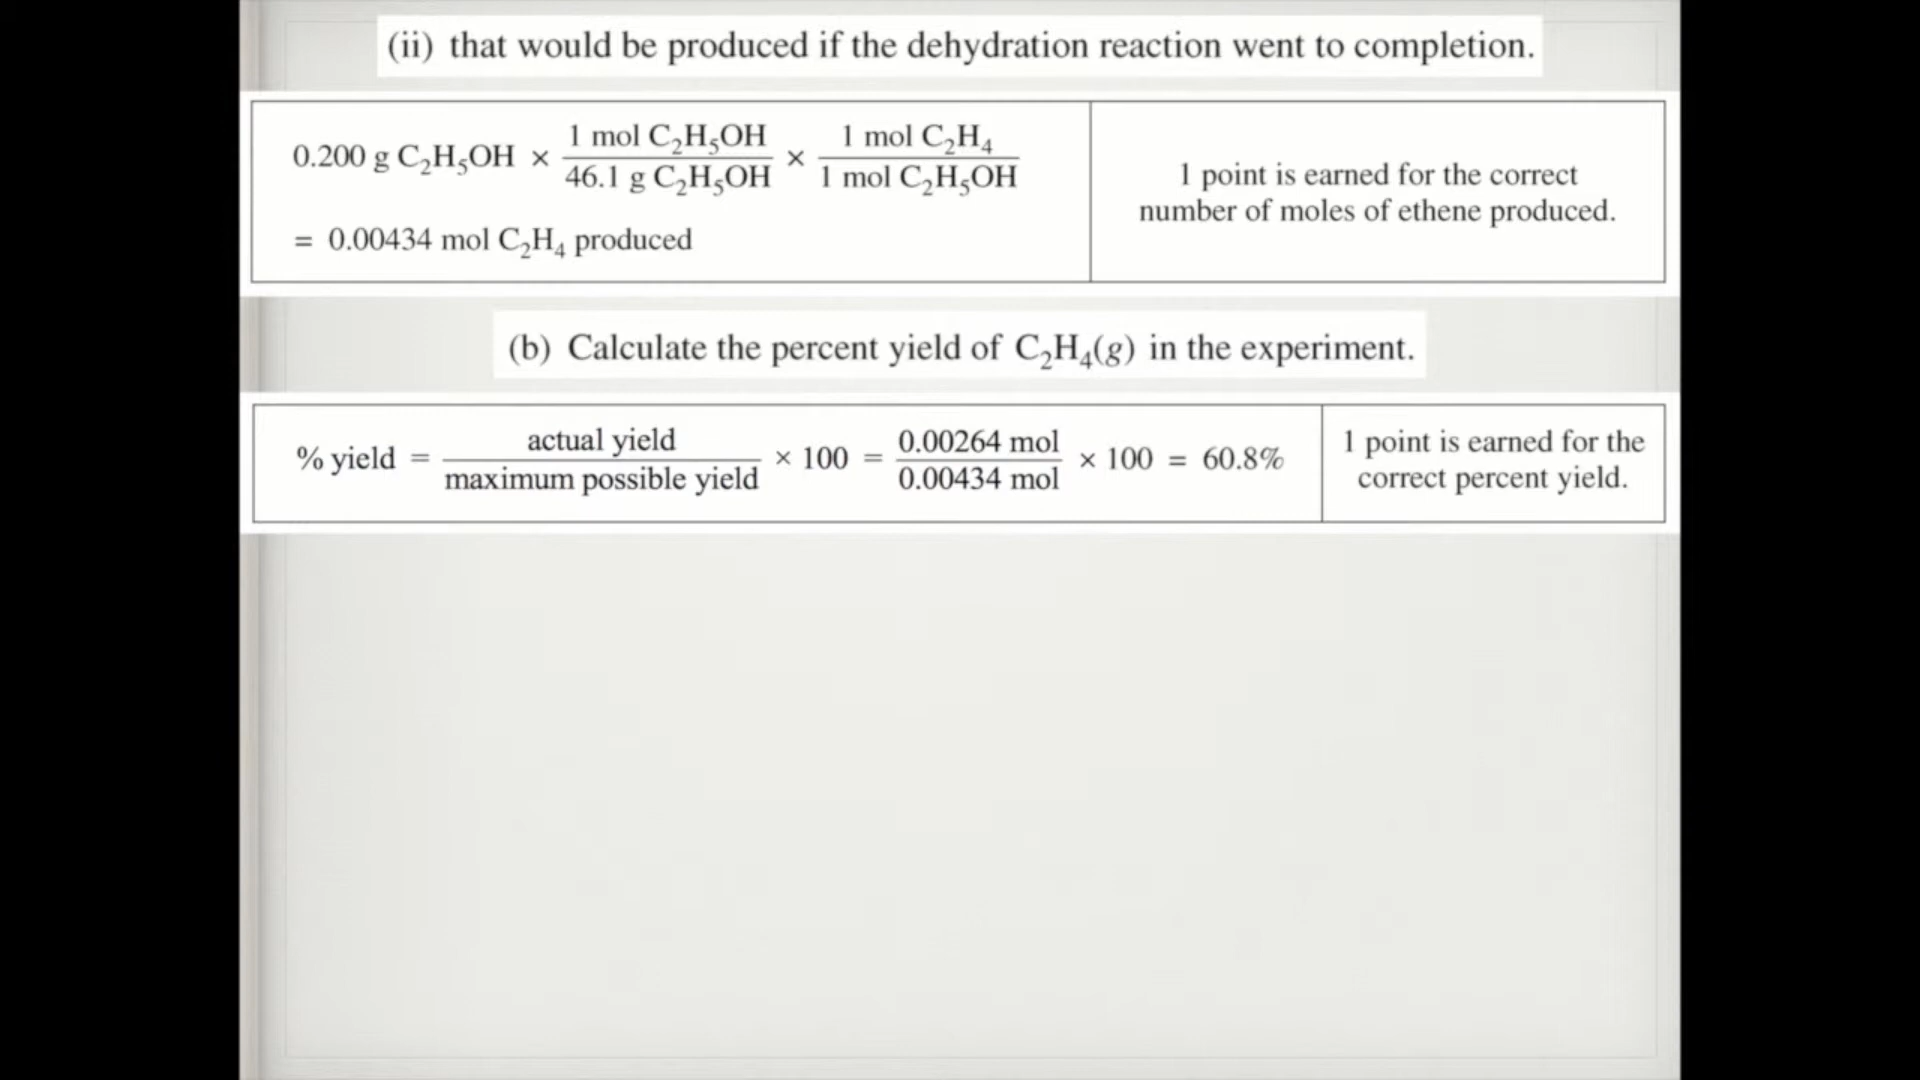 (ii) that would be produced if the dehydration reaction went to completion.
0.200 g C₂H₅OH × 1 mol C₂H₅OH / 46.1 g C₂H₅OH × 1 mol C₂H₄ / 1 mol C₂H₅OH
= 0.00434 mol C₂H₄ produced
1 point is earned for the correct
number of moles of ethene produced.
(b) Calculate the percent yield of C₂H₄(g) in the experiment.
% yield = actual yield / maximum possible yield × 100 = 0.00264 mol / 0.00434 mol × 100 = 60.8%
1 point is earned for the
correct percent yield.